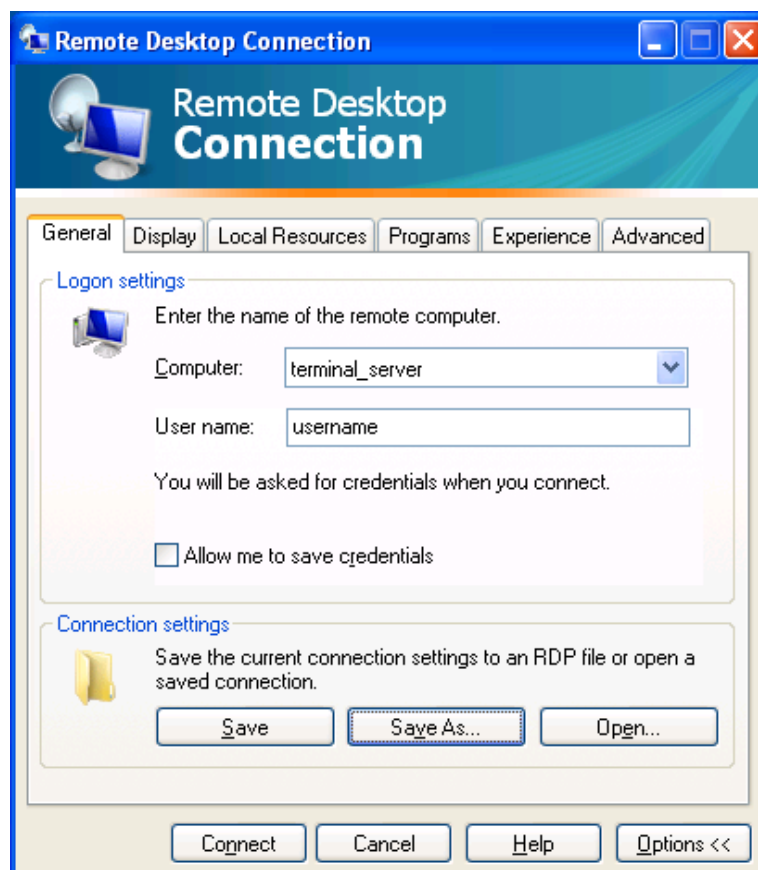 Remote Desktop Connection
Remote Desktop
Connection
General Display Local Resources Programs Experience Advanced
Logon settings
Enter the name of the remote computer.
Computer: terminal_server
User name: username
You will be asked for credentials when you connect.
Allow me to save credentials
Connection settings
Save the current connection settings to an RDP file or open a
saved connection.
Save Save As... Open...
Connect Cancel Help Options <<